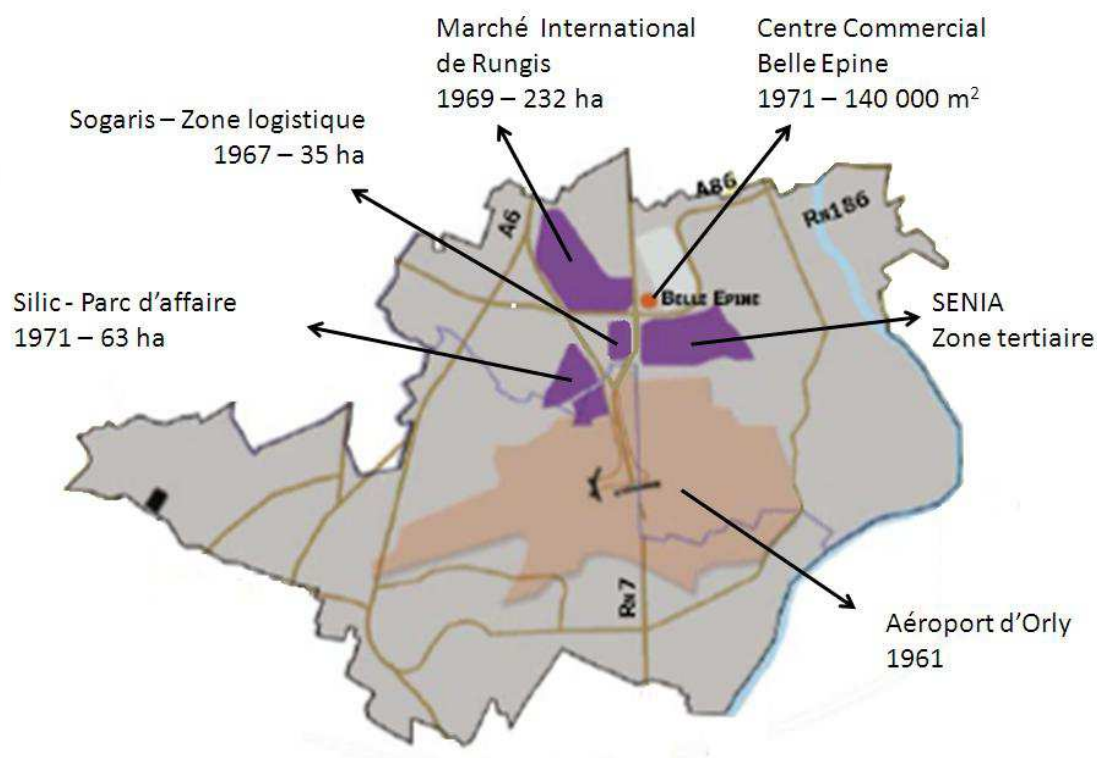 Marché International
de Rungis
1969 – 232 ha
Centre Commercial
Belle Epine
1971 – 140 000 m²
Sogaris – Zone logistique
1967 – 35 ha
A86
RN186
A6
Silic - Parc d'affaire
1971 – 63 ha
BELLE EPINE
SENIA
Zone tertiaire
RN 7
Aéroport d'Orly
1961